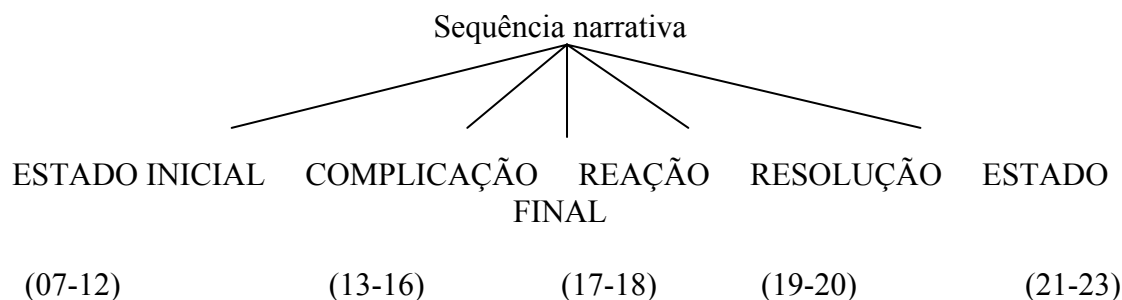 Sequência narrativa
ESTADO INICIAL COMPLICAÇÃO REAÇÃO RESOLUÇÃO ESTADO
FINAL
(07-12) (13-16) (17-18) (19-20) (21-23)